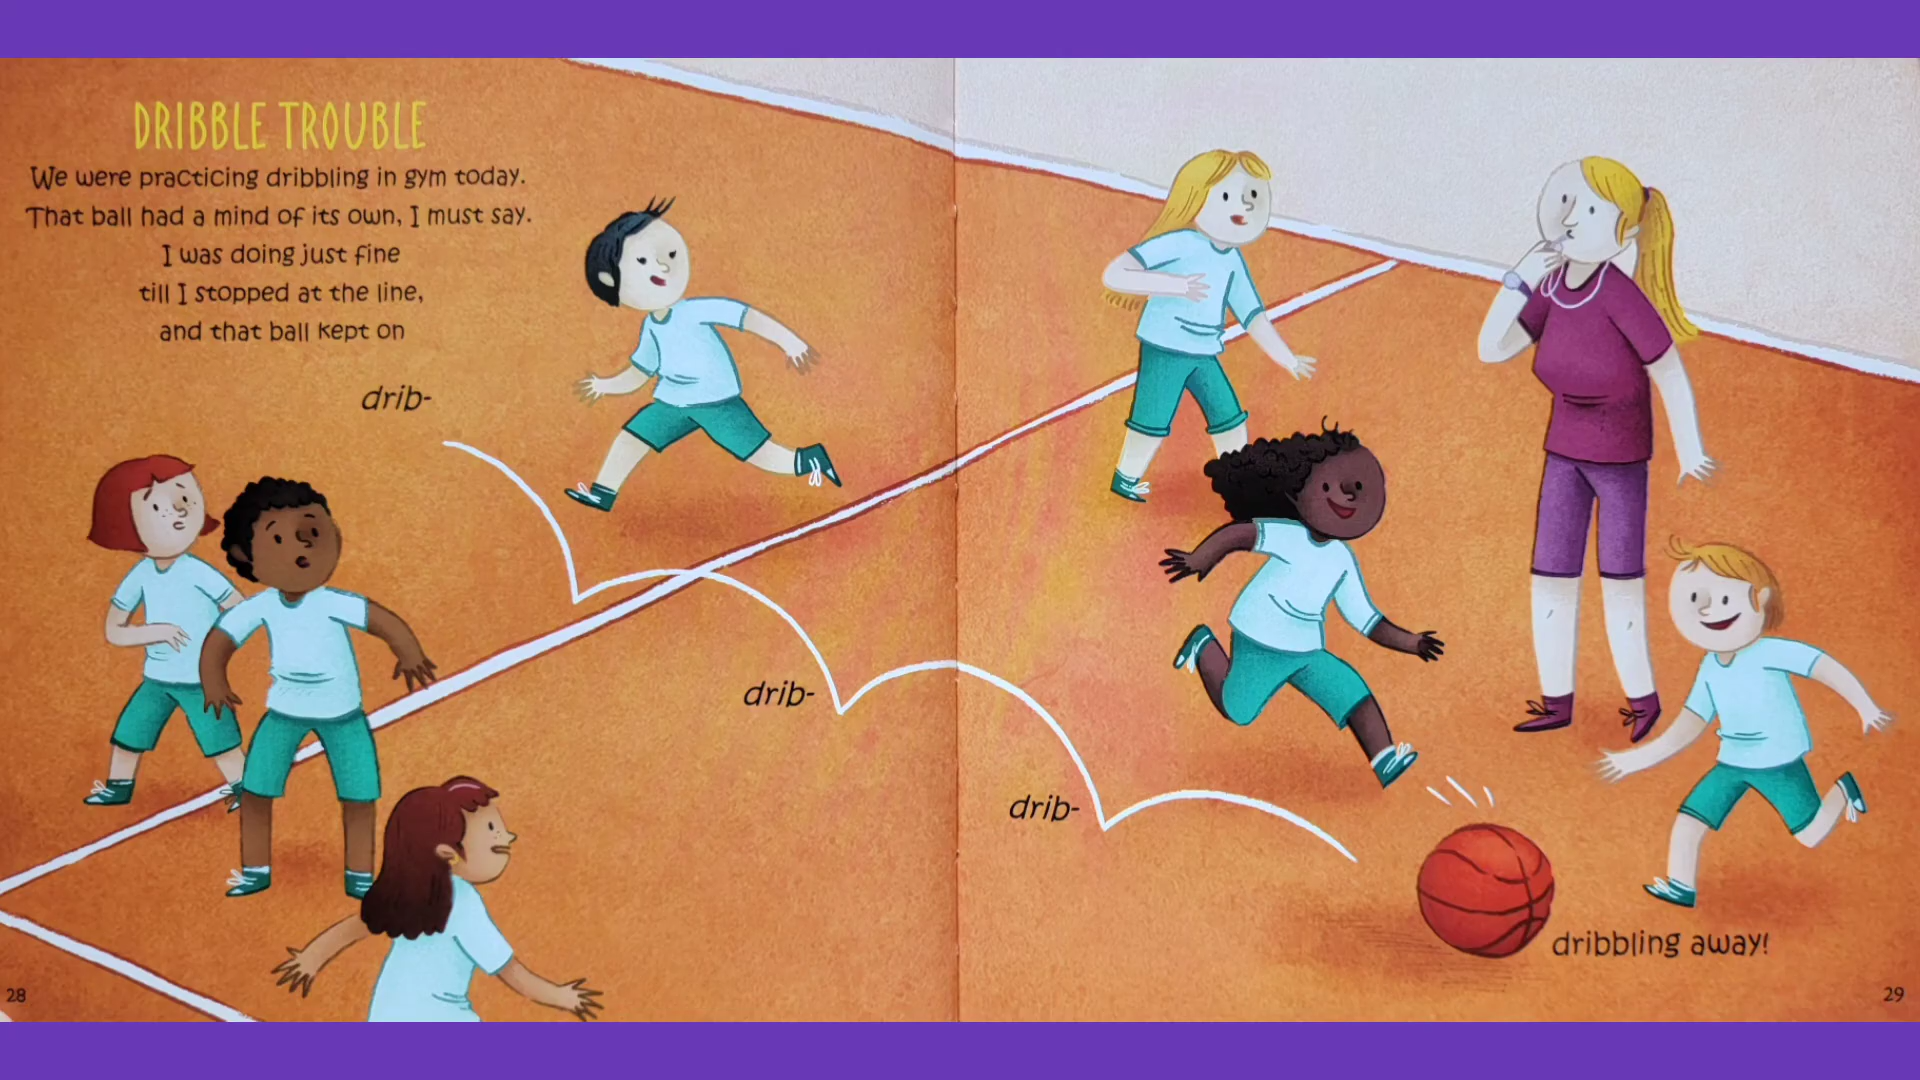 DRIBBLE TROUBLE
We were practicing dribbling in gym today.
That ball had a mind of its own, I must say.
I was doing just fine
till I stopped at the line,
and that ball kept on
drib-
drib-
drib-
dribbling away!
28
29